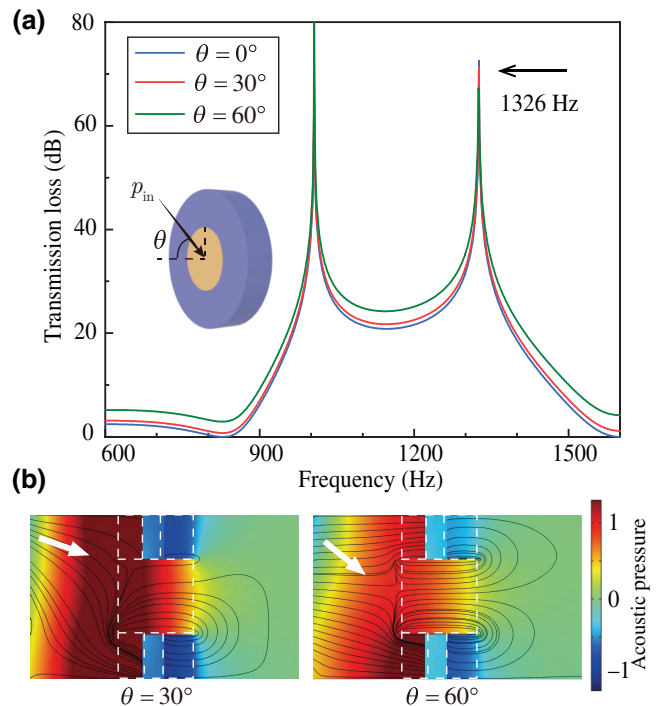 (a)
80
60
40
20
0
Transmission loss (dB)
θ = 0°
θ = 30°
θ = 60°
1326 Hz
p_in
θ
600 900 1200 1500
Frequency (Hz)
(b)
θ = 30°
θ = 60°
1
0
−1
Acoustic pressure